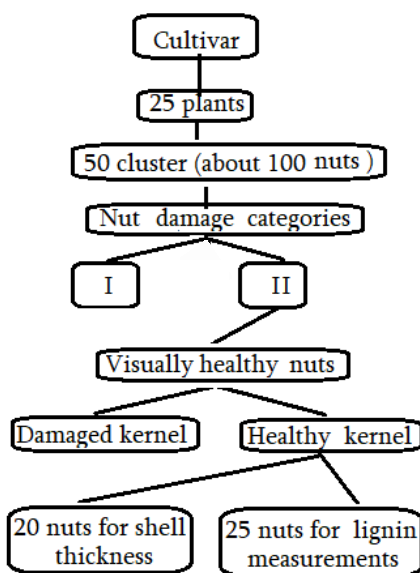 Cultivar
25 plants
50 cluster (about 100 nuts )
Nut damage categories
I
II
Visually healthy nuts
Damaged kernel
Healthy kernel
20 nuts for shell
thickness
25 nuts for lignin
measurements